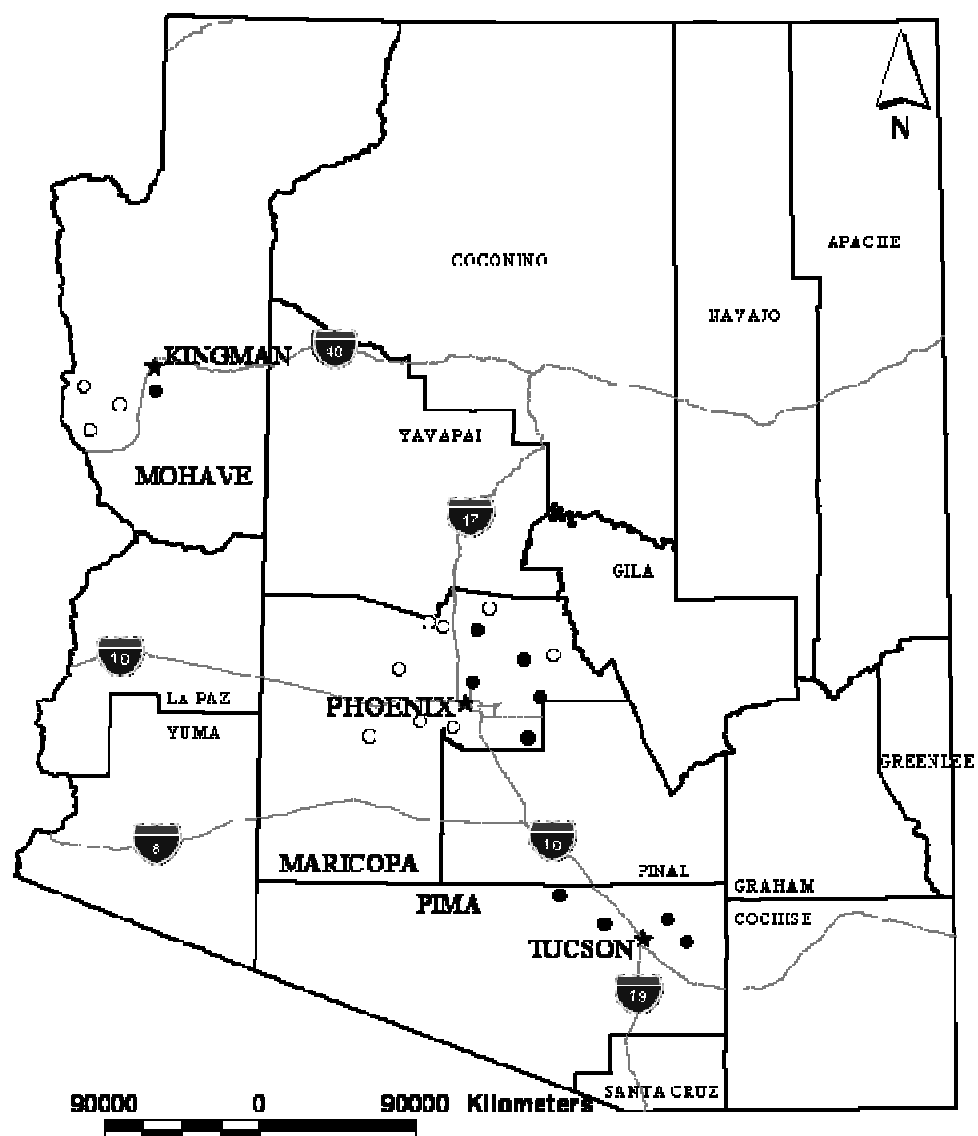 N
APACHE
COCONINO
NAVAJO
KINGMAN
40
YAVAPAI
MOHAVE
17
GILA
10
LA PAZ
PHOENIX
YUMA
GREENLEE
8
10
MARICOPA
PINAL
GRAHAM
PIMA
COCHISE
TUCSON
19
SANTA CRUZ
90000 0 90000 Kilometers